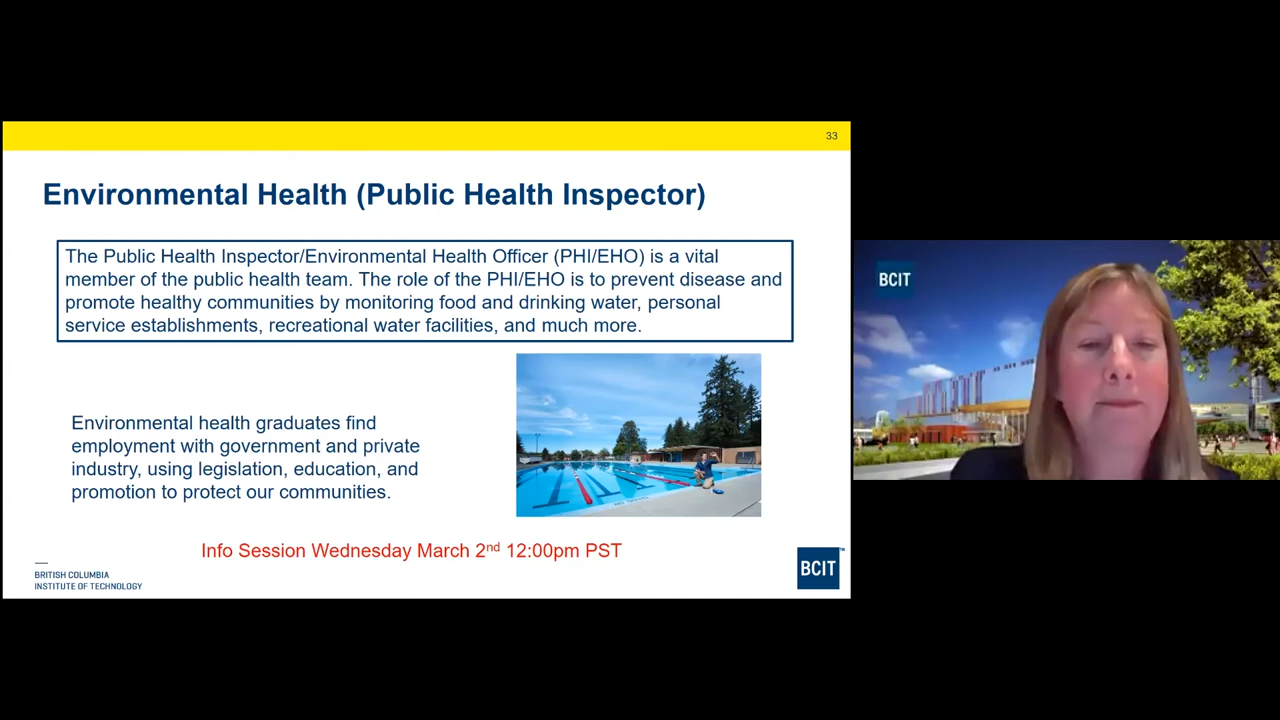 33
Environmental Health (Public Health Inspector)
The Public Health Inspector/Environmental Health Officer (PHI/EHO) is a vital
member of the public health team. The role of the PHI/EHO is to prevent disease and
promote healthy communities by monitoring food and drinking water, personal
service establishments, recreational water facilities, and much more.
Environmental health graduates find
employment with government and private
industry, using legislation, education, and
promotion to protect our communities.
Info Session Wednesday March 2nd 12:00pm PST
BRITISH COLUMBIA
INSTITUTE OF TECHNOLOGY
BCIT™
BCIT